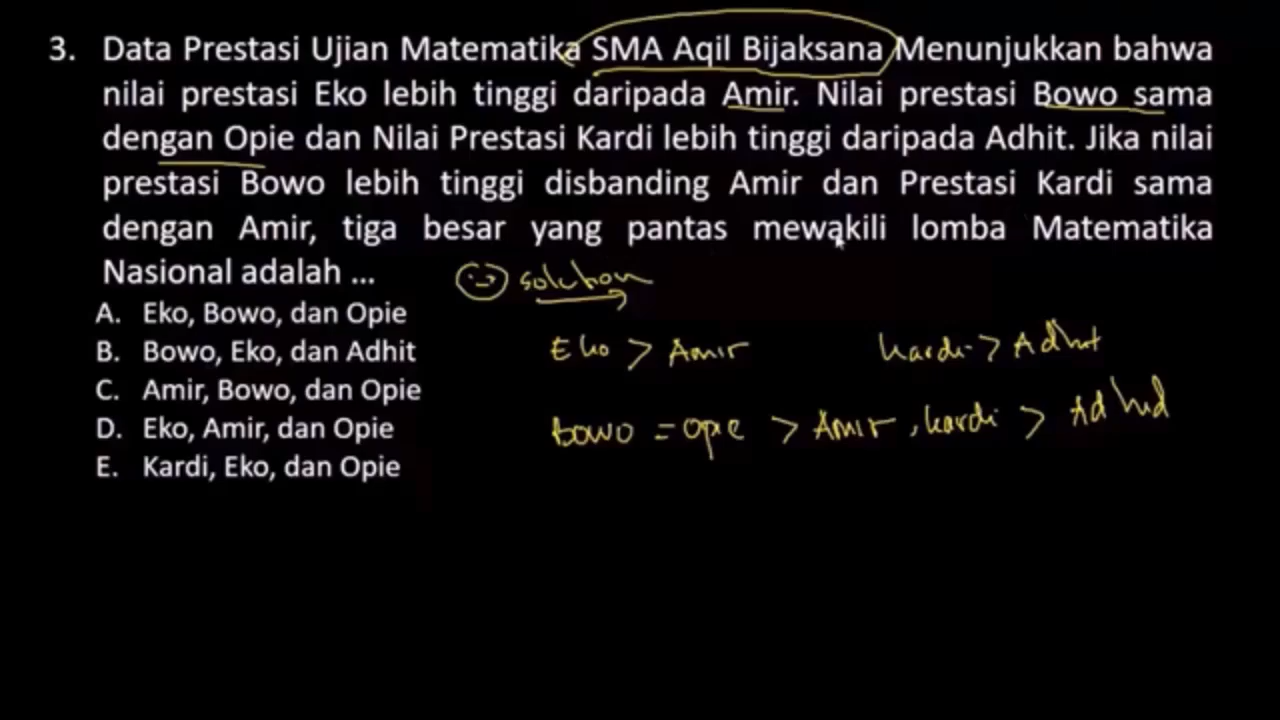 3. Data Prestasi Ujian Matematika SMA Aqil Bijaksana Menunjukkan bahwa
nilai prestasi Eko lebih tinggi daripada Amir. Nilai prestasi Bowo sama
dengan Opie dan Nilai Prestasi Kardi lebih tinggi daripada Adhit. Jika nilai
prestasi Bowo lebih tinggi disbanding Amir dan Prestasi Kardi sama
dengan Amir, tiga besar yang pantas mewakili lomba Matematika
Nasional adalah ...
solution
A. Eko, Bowo, dan Opie
B. Bowo, Eko, dan Adhit
C. Amir, Bowo, dan Opie
D. Eko, Amir, dan Opie
E. Kardi, Eko, dan Opie
Eko > Amir
kardi > Adhit
Bowo = opie > Amir, kardi > Adhid